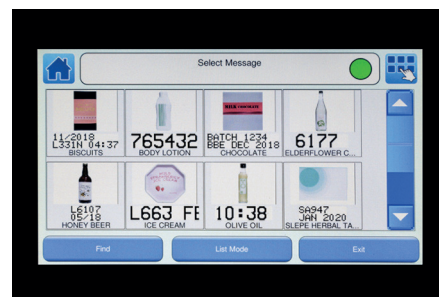 Select Message
11/2018
L331N 04:37
BISCUITS
765432
BODY LOTION
MILK CHOCOLATE
BATCH 1234
BBE DEC 2018
CHOCOLATE
6177
ELDERFLOWER C...
L6107
05/18
HONEY BEER
L663 FE
ICE CREAM
10:38
OLIVE OIL
SA947
JAN 2020
SLEPE HERBAL TA...
Find
List Mode
Exit